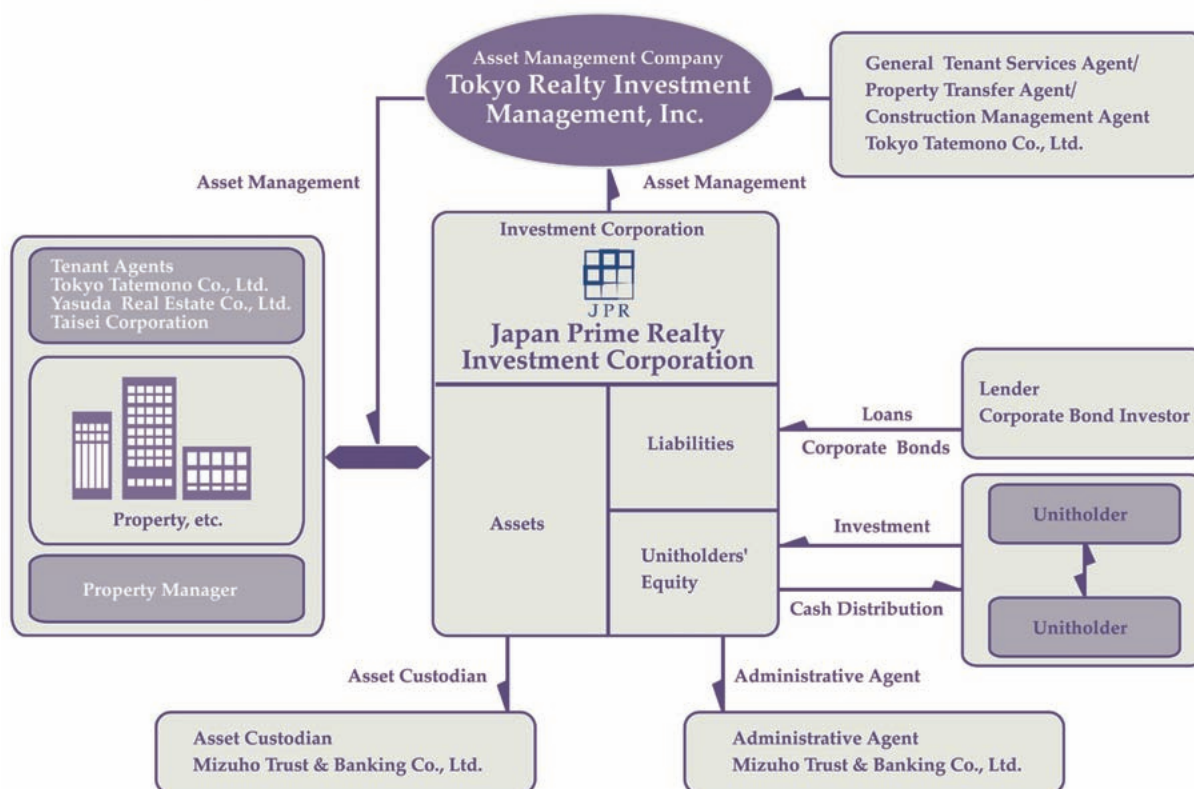 Asset Management Company
Tokyo Realty Investment
Management, Inc.
General Tenant Services Agent/
Property Transfer Agent/
Construction Management Agent
Tokyo Tatemono Co., Ltd.
Asset Management
Asset Management
Investment Corporation
JPR
Japan Prime Realty
Investment Corporation
Tenant Agents
Tokyo Tatemono Co., Ltd.
Yasuda Real Estate Co., Ltd.
Taisei Corporation
Property, etc.
Property Manager
Assets
Liabilities
Unitholders'
Equity
Loans
Corporate Bonds
Lender
Corporate Bond Investor
Investment
Cash Distribution
Unitholder
Unitholder
Asset Custodian
Administrative Agent
Asset Custodian
Mizuho Trust & Banking Co., Ltd.
Administrative Agent
Mizuho Trust & Banking Co., Ltd.